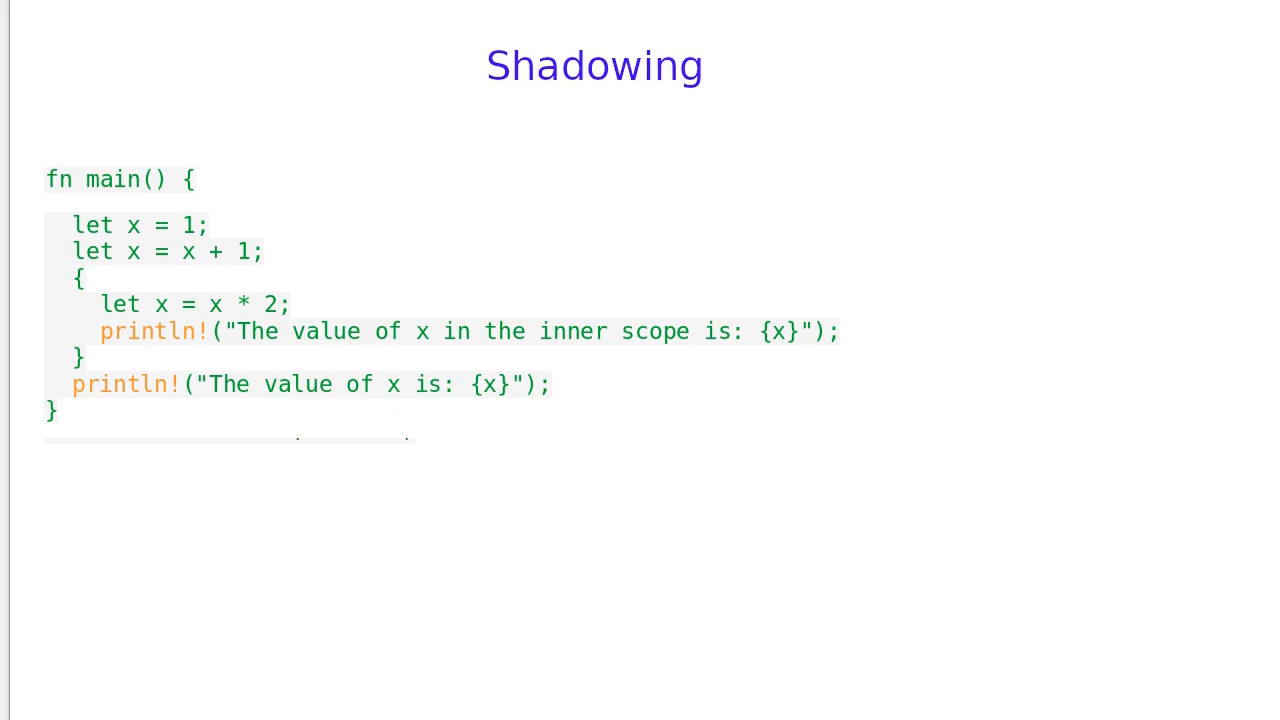 Shadowing
fn main() {
  let x = 1;
  let x = x + 1;
  {
    let x = x * 2;
    println!("The value of x in the inner scope is: {x}");
  }
  println!("The value of x is: {x}");
}